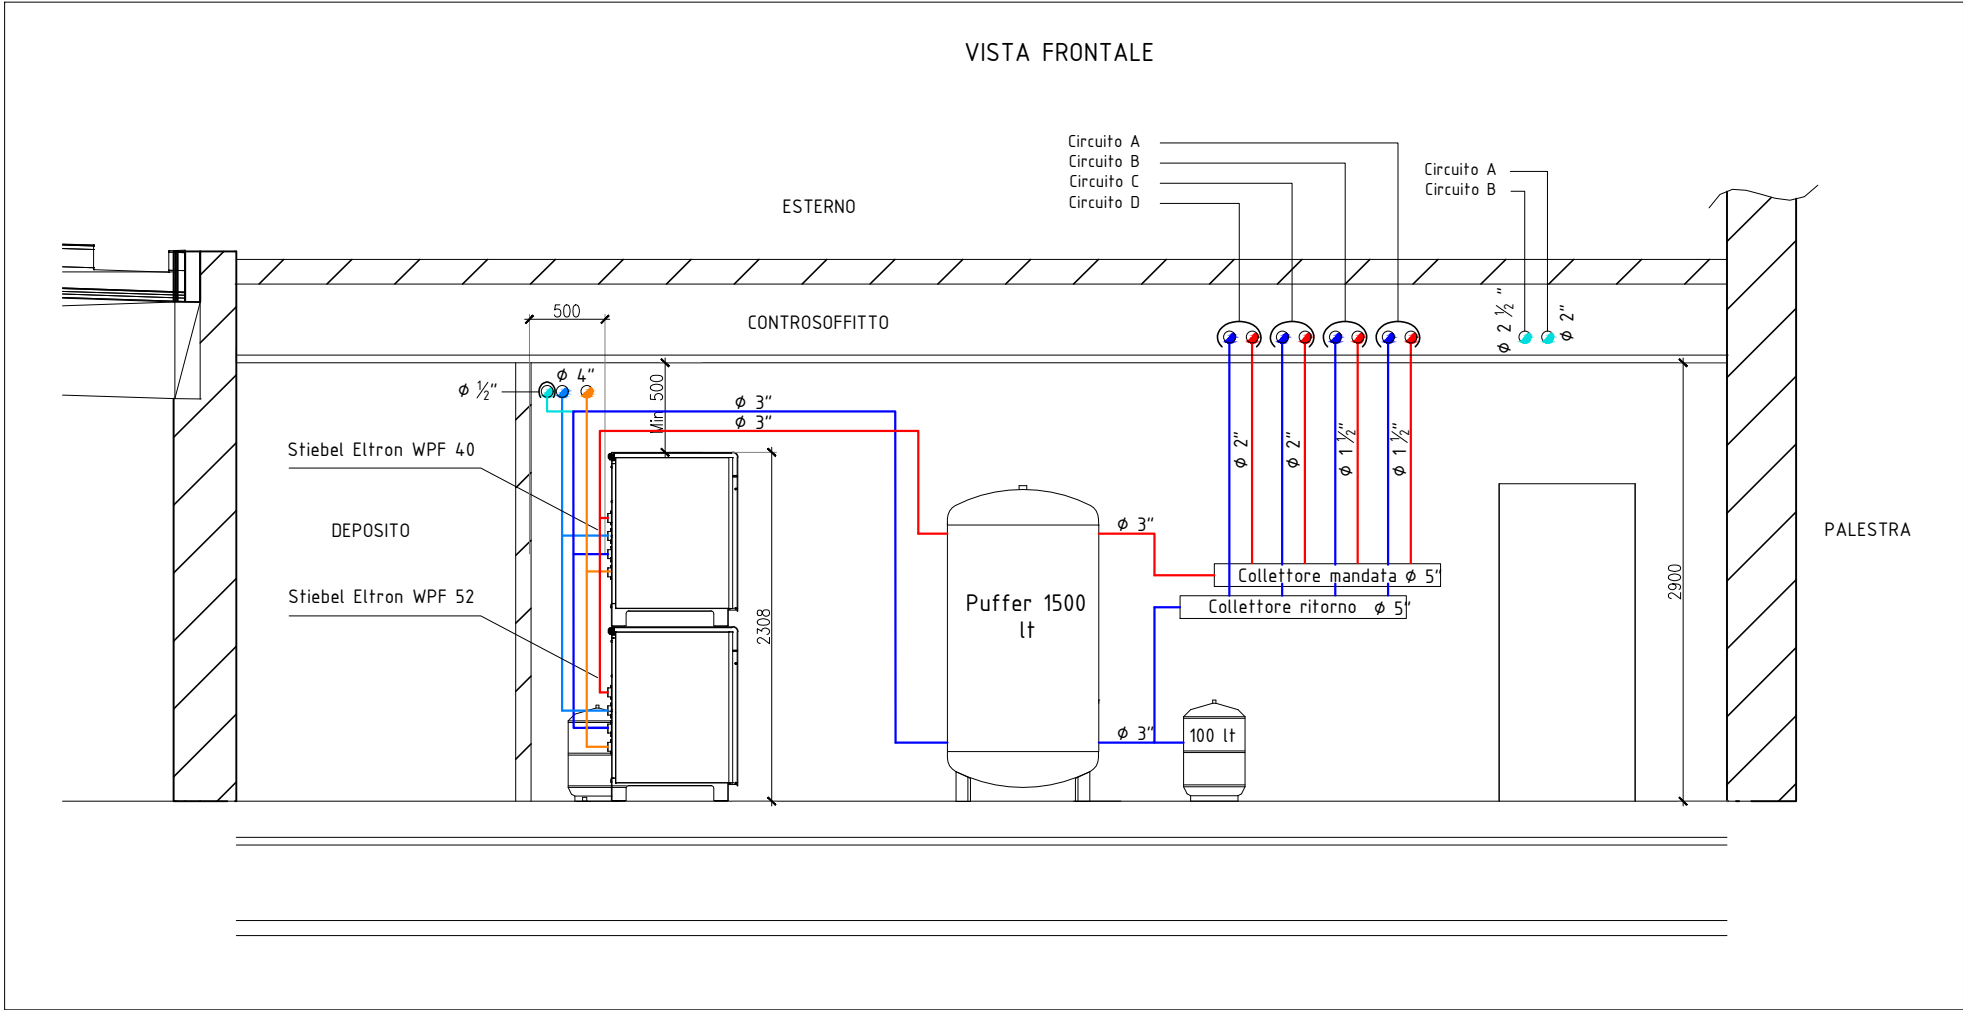 VISTA FRONTALE
Circuito A
Circuito B
Circuito C
Circuito D
Circuito A
Circuito B
ESTERNO
500
CONTROSOFFITTO
ϕ 2 ½"
ϕ 2"
ϕ ½"
ϕ 4"
Min 500
ϕ 3"
ϕ 3"
Stiebel Eltron WPF 40
ϕ 2"
ϕ 2"
ϕ 1 ½"
ϕ 1 ½"
DEPOSITO
ϕ 3"
PALESTRA
Collettore mandata ϕ 5"
2900
Stiebel Eltron WPF 52
Puffer 1500
lt
Collettore ritorno ϕ 5"
2308
ϕ 3"
100 lt